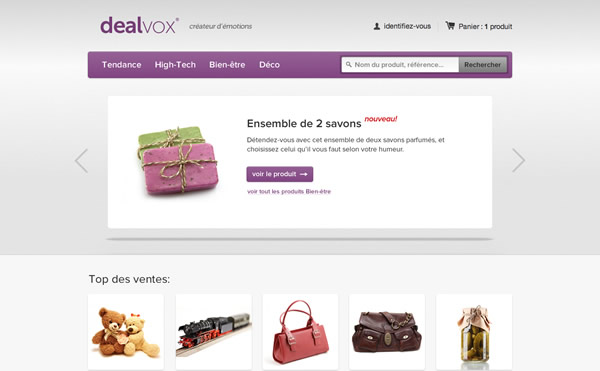 dealvox® créateur d'émotions
identifiez-vous
Panier : 1 produit
Tendance High-Tech Bien-être Déco
Nom du produit, référence...
Rechercher
Ensemble de 2 savons nouveau!
Détendez-vous avec cet ensemble de deux savons parfumés, et
choisissez celui qu'il vous faut selon votre humeur.
voir le produit →
voir tout les produits Bien-être
Top des ventes: